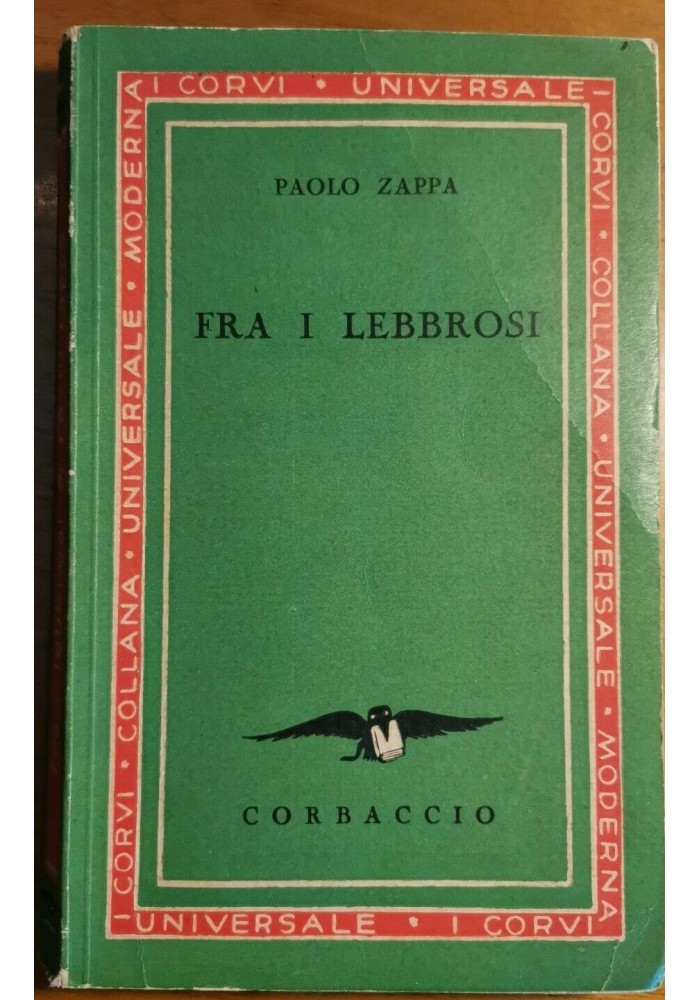 I CORVI • UNIVERSALE
I CORVI • COLLANA • UNIVERSALE • MODERNA
I CORVI • COLLANA • UNIVERSALE • MODERNA
UNIVERSALE • I CORVI
PAOLO ZAPPA
FRA I LEBBROSI
CORBACCIO